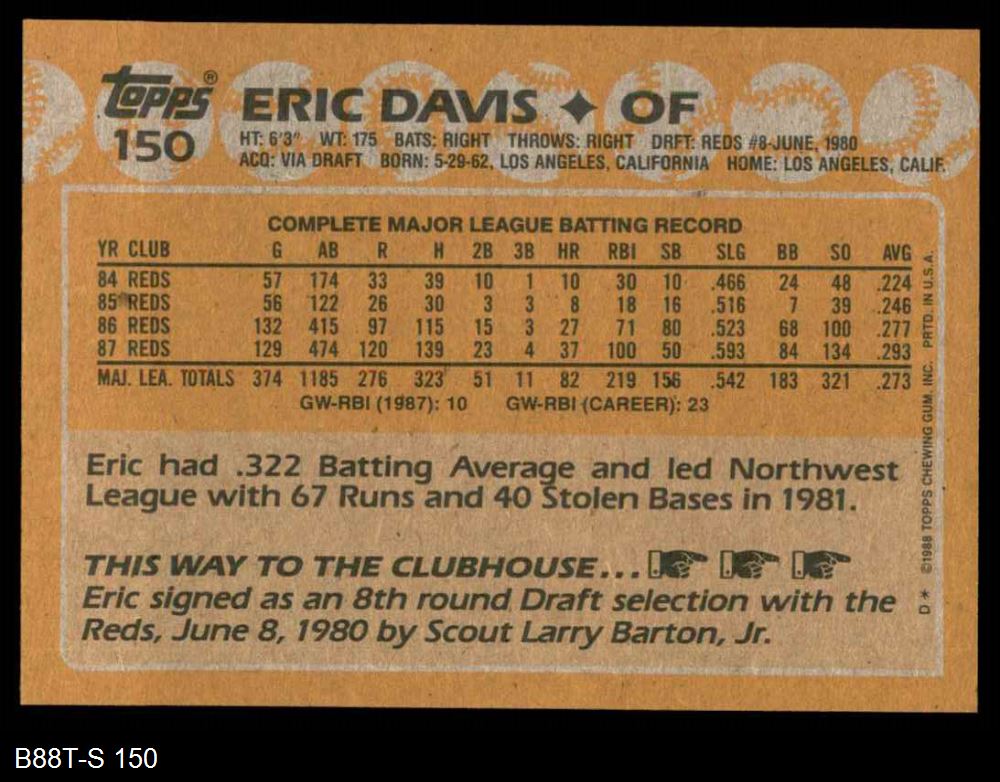 topps®
150
ERIC DAVIS ✦ OF
HT: 6'3" WT: 175 BATS: RIGHT THROWS: RIGHT DRFT: REDS #8-JUNE, 1980
ACQ: VIA DRAFT BORN: 5-29-62, LOS ANGELES, CALIFORNIA HOME: LOS ANGELES, CALIF.
COMPLETE MAJOR LEAGUE BATTING RECORD
YR CLUB G AB R H 2B 3B HR RBI SB SLG BB SO AVG
84 REDS 57 174 33 39 10 1 10 30 10 .466 24 48 .224
85 REDS 56 122 26 30 3 3 8 18 16 .516 7 39 .246
86 REDS 132 415 97 115 15 3 27 71 80 .523 68 100 .277
87 REDS 129 474 120 139 23 4 37 100 50 .593 84 134 .293
MAJ. LEA. TOTALS 374 1185 276 323 51 11 82 219 156 .542 183 321 .273
GW-RBI (1987): 10 GW-RBI (CAREER): 23
Eric had .322 Batting Average and led Northwest
League with 67 Runs and 40 Stolen Bases in 1981.
THIS WAY TO THE CLUBHOUSE...
Eric signed as an 8th round Draft selection with the
Reds, June 8, 1980 by Scout Larry Barton, Jr.
D * ©1988 TOPPS CHEWING GUM, INC. PRTD. IN U.S.A.
B88T-S 150